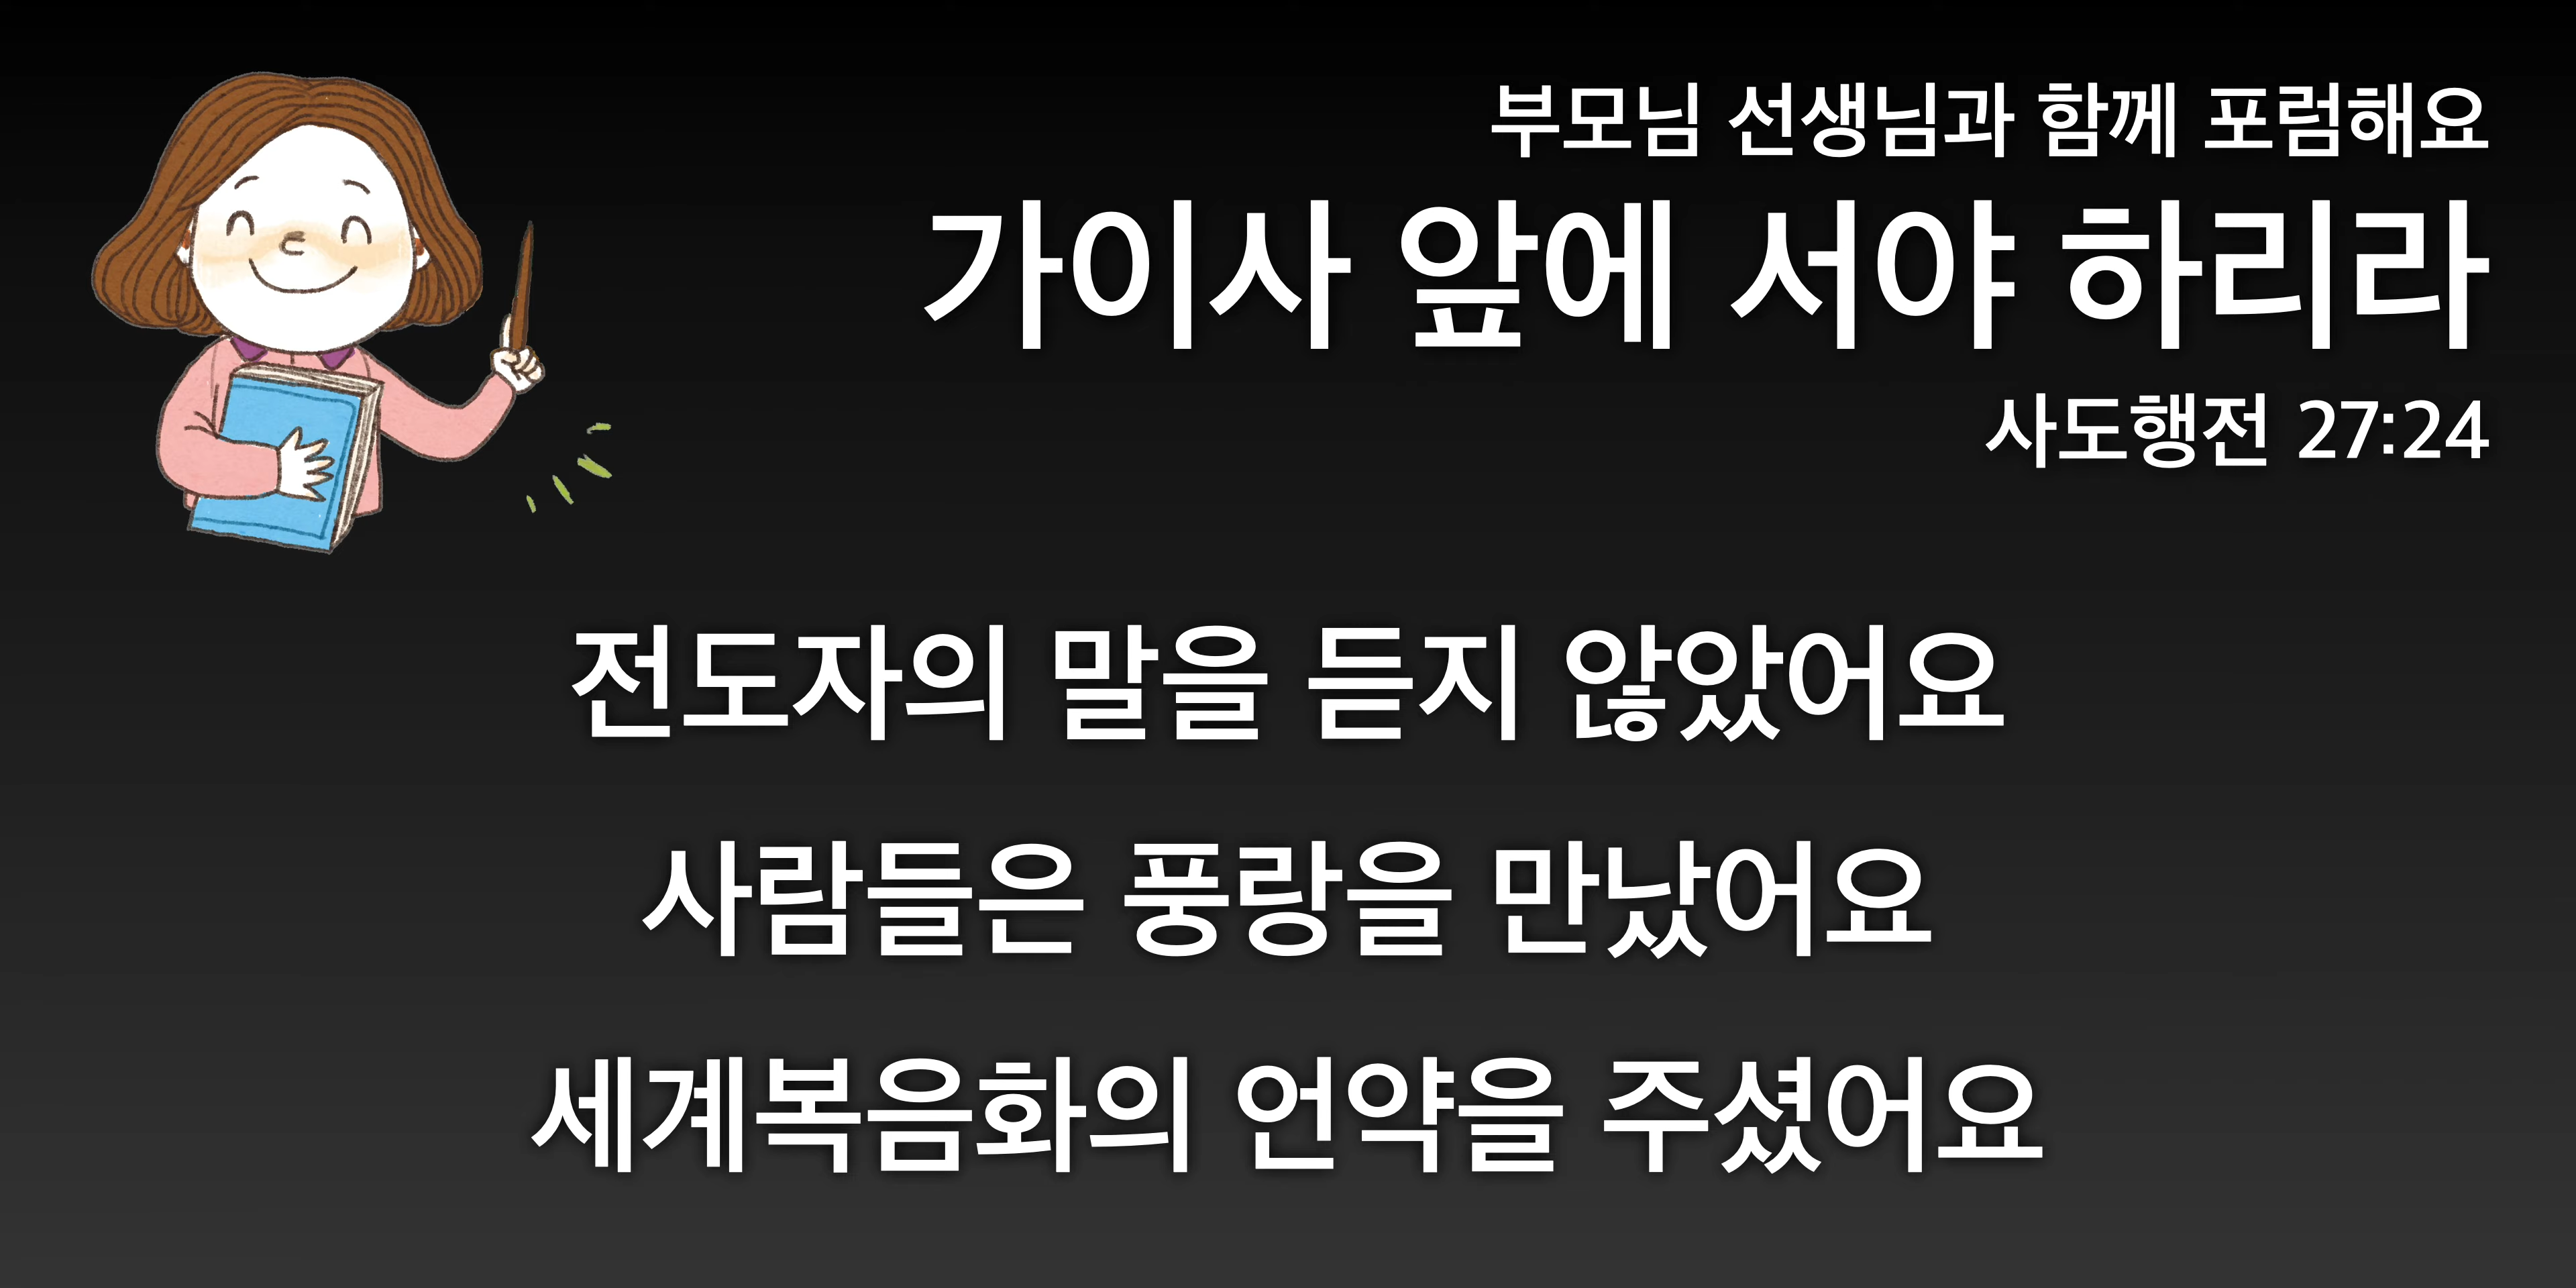 부모님 선생님과 함께 포럼해요
가이사 앞에 서야 하리라
사도행전 27:24
전도자의 말을 듣지 않았어요
사람들은 풍랑을 만났어요
세계복음화의 언약을 주셨어요